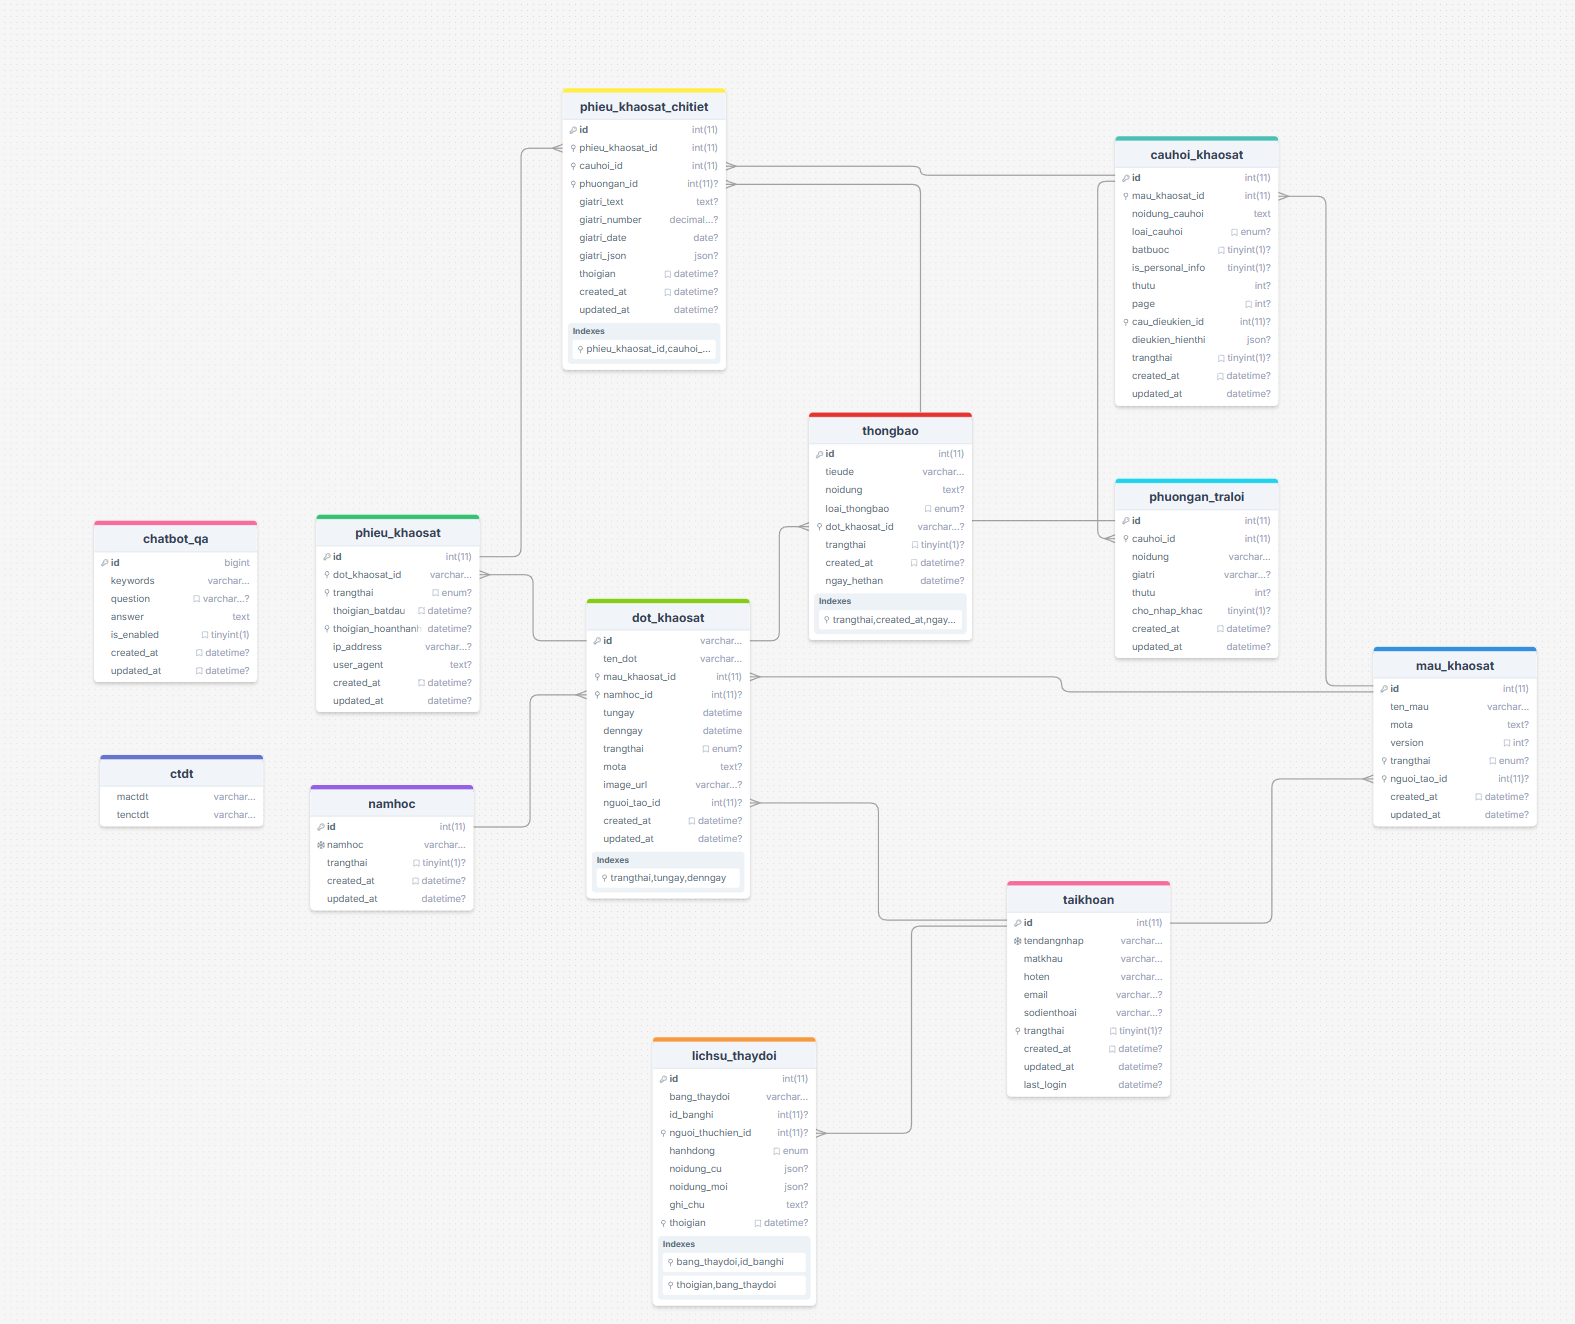 phieu_khaosat_chitiet
id int(11)
phieu_khaosat_id int(11)
cauhoi_id int(11)
phuongan_id int(11)?
giatri_text text?
giatri_number decimal...?
giatri_date date?
giatri_json json?
thoigian datetime?
created_at datetime?
updated_at datetime?
Indexes
phieu_khaosat_id,cauhoi_...
cauhoi_khaosat
id int(11)
mau_khaosat_id int(11)
noidung_cauhoi text
loai_cauhoi enum?
batbuoc tinyint(1)?
is_personal_info tinyint(1)?
thutu int?
page int?
cau_dieukien_id int(11)?
dieukien_hienthi json?
trangthai tinyint(1)?
created_at datetime?
updated_at datetime?
thongbao
id int(11)
tieude varchar...
noidung text?
loai_thongbao enum?
dot_khaosat_id varchar...?
trangthai tinyint(1)?
created_at datetime?
ngay_hethan datetime?
Indexes
trangthai,created_at,ngay...
phuongan_traloi
id int(11)
cauhoi_id int(11)
noidung varchar...
giatri varchar...?
thutu int?
cho_nhap_khac tinyint(1)?
created_at datetime?
updated_at datetime?
chatbot_qa
id bigint
keywords varchar...
question varchar...?
answer text
is_enabled tinyint(1)
created_at datetime?
updated_at datetime?
phieu_khaosat
id int(11)
dot_khaosat_id varchar...
trangthai enum?
thoigian_batdau datetime?
thoigian_hoanthanh datetime?
ip_address varchar...?
user_agent text?
created_at datetime?
updated_at datetime?
dot_khaosat
id varchar...
ten_dot varchar...
mau_khaosat_id int(11)
namhoc_id int(11)?
tungay datetime
denngay datetime
trangthai enum?
mota text?
image_url varchar...?
nguoi_tao_id int(11)?
created_at datetime?
updated_at datetime?
Indexes
trangthai,tungay,denngay
mau_khaosat
id int(11)
ten_mau varchar...
mota text?
version int?
trangthai enum?
nguoi_tao_id int(11)?
created_at datetime?
updated_at datetime?
ctdt
mactdt varchar...
tenctdt varchar...
namhoc
id int(11)
namhoc varchar...
trangthai tinyint(1)?
created_at datetime?
updated_at datetime?
taikhoan
id int(11)
tendangnhap varchar...
matkhau varchar...
hoten varchar...
email varchar...?
sodienthoai varchar...?
trangthai tinyint(1)?
created_at datetime?
updated_at datetime?
last_login datetime?
lichsu_thaydoi
id int(11)
bang_thaydoi varchar...
id_banghi int(11)?
nguoi_thuchien_id int(11)?
hanhdong enum
noidung_cu json?
noidung_moi json?
ghi_chu text?
thoigian datetime?
Indexes
bang_thaydoi,id_banghi
thoigian,bang_thaydoi